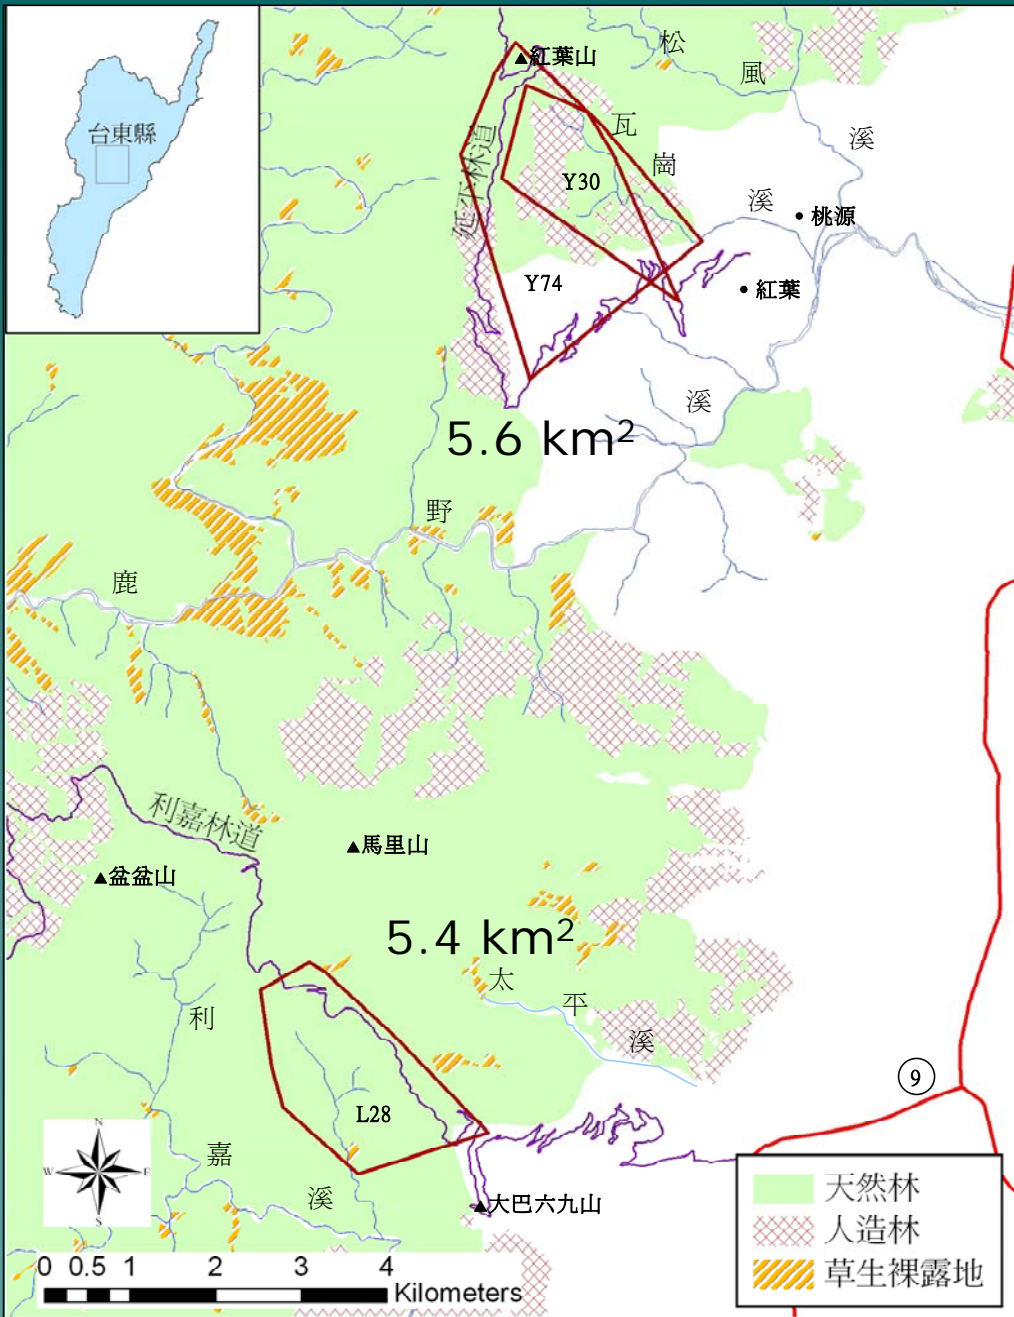 台東縣
▲紅葉山
松
風
溪
瓦
崗
溪
延平林道
Y30
• 桃源
Y74
• 紅葉
溪
5.6 km²
野
鹿
利嘉林道
▲馬里山
▲盆盆山
5.4 km²
太
平
溪
利
9
L28
嘉
溪
▲大巴六九山
N
W E
S
0 0.5 1 2 3 4
Kilometers
天然林
人造林
草生裸露地